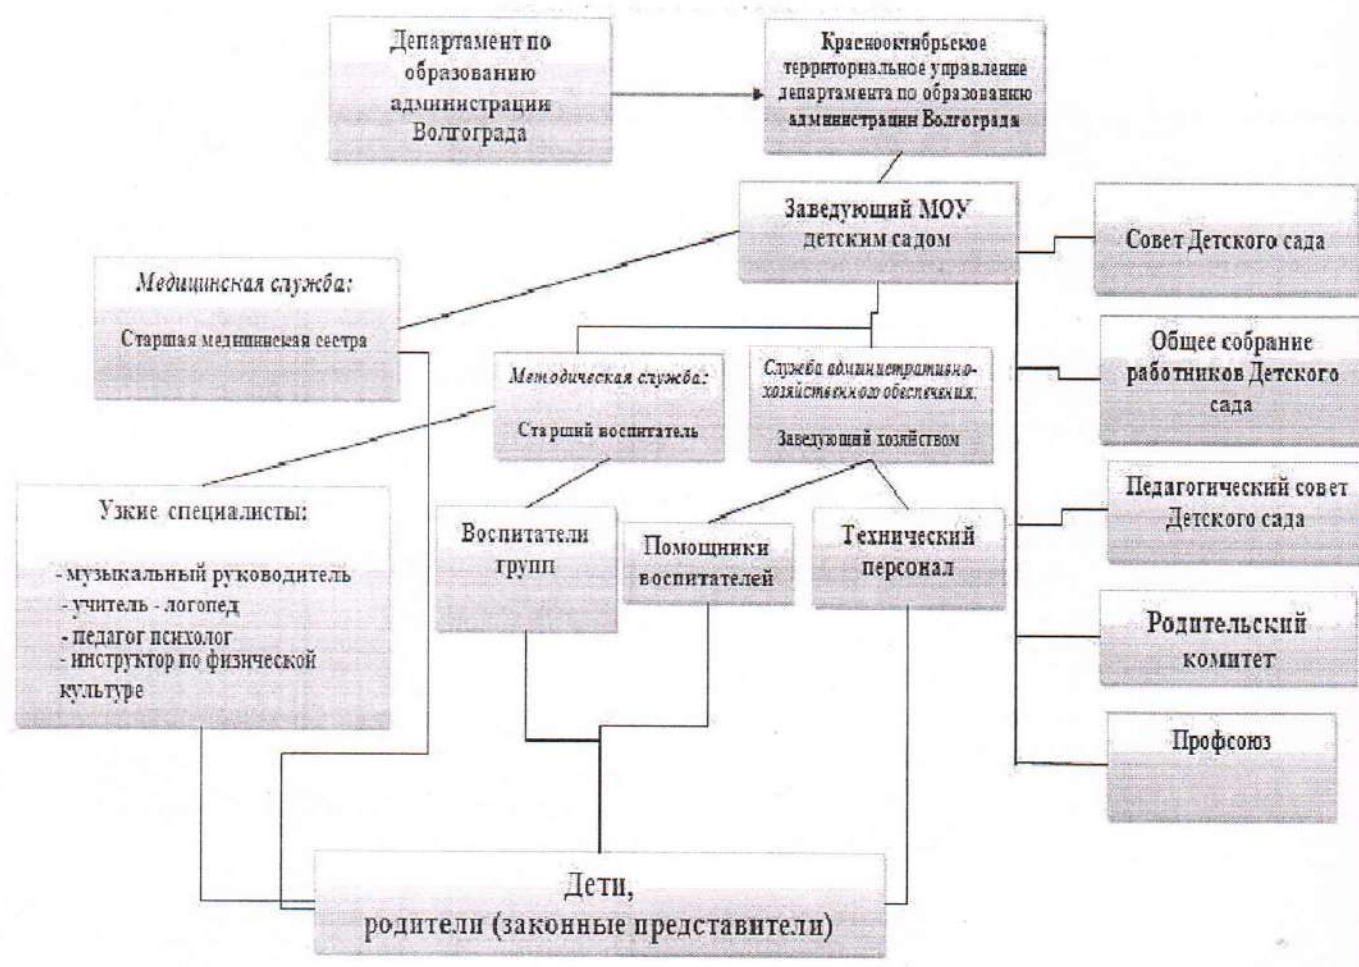 Департамент по
образованию
администрации
Волгограда
Краснооктябрьское
территориальное управление
департамента по образованию
администрации Волгограда
Заведующий МОУ
детским садом
Совет Детского сада
Медицинская служба:
Старшая медицинская сестра
Общее собрание
работников Детского
сада
Методическая служба:
Старший воспитатель
Служба административно-
хозяйственного обеспечения:
Заведующий хозяйством
Педагогический совет
Детского сада
Узкие специалисты:
- музыкальный руководитель
- учитель - логопед
- педагог психолог
- инструктор по физической
культуре
Воспитатели
групп
Помощники
воспитателей
Технический
персонал
Родительский
комитет
Профсоюз
Дети,
родители (законные представители)